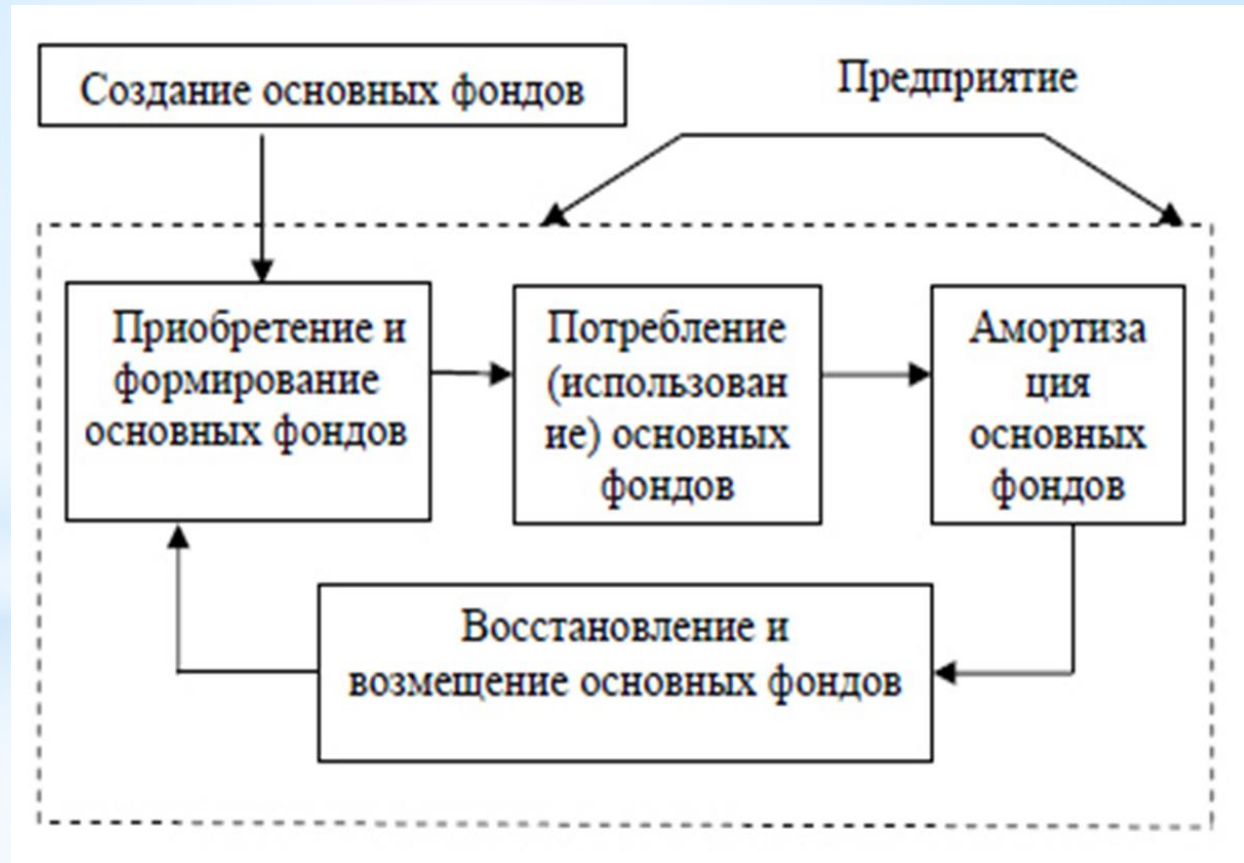 Создание основных фондов
Предприятие
Приобретение и
формирование
основных фондов
Потребление
(использован
ие) основных
фондов
Амортиза
ция
основных
фондов
Восстановление и
возмещение основных фондов